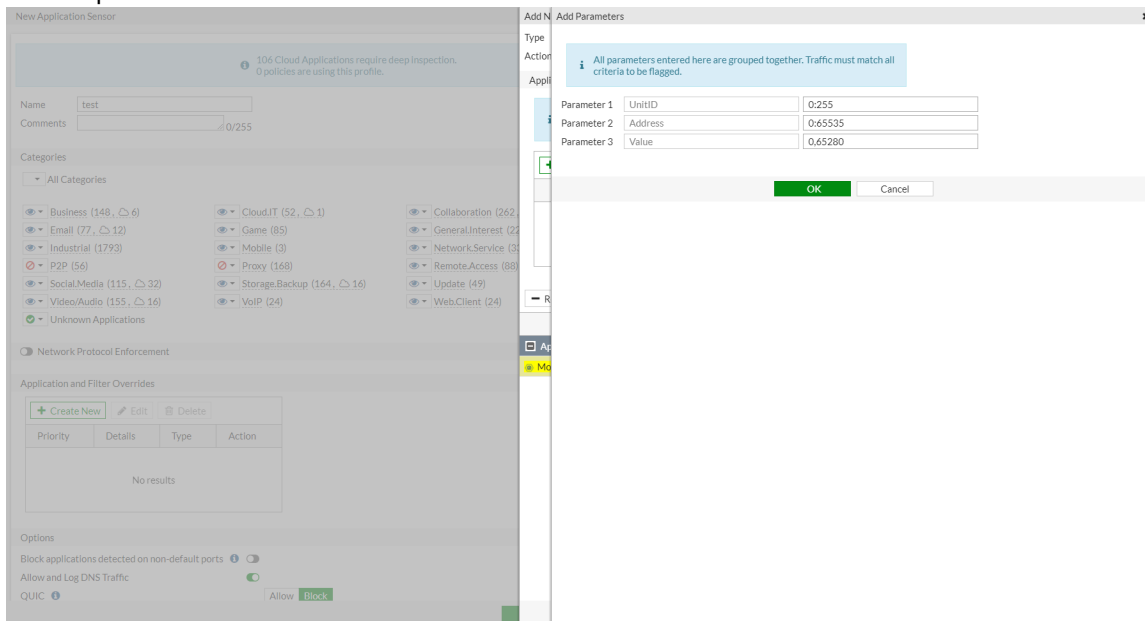 New Application Sensor
106 Cloud Applications require deep inspection.
0 policies are using this profile.
Name test
Comments 0/255
Categories
All Categories
Business (148, 6) Cloud.IT (52, 1) Collaboration (262,
Email (77, 12) Game (85) General.Interest (22
Industrial (1793) Mobile (3) Network.Service (33
P2P (56) Proxy (168) Remote.Access (88)
Social.Media (115, 32) Storage.Backup (164, 16) Update (49)
Video/Audio (155, 16) VoIP (24) Web.Client (24)
Unknown Applications
Network Protocol Enforcement
Application and Filter Overrides
Create New Edit Delete
Priority Details Type Action
No results
Options
Block applications detected on non-default ports
Allow and Log DNS Traffic
QUIC Allow Block
Add N
Type
Action
Appli
R
Ap
Mo
Add Parameters
All parameters entered here are grouped together. Traffic must match all
criteria to be flagged.
Parameter 1 UnitID 0:255
Parameter 2 Address 0:65535
Parameter 3 Value 0,65280
OK Cancel